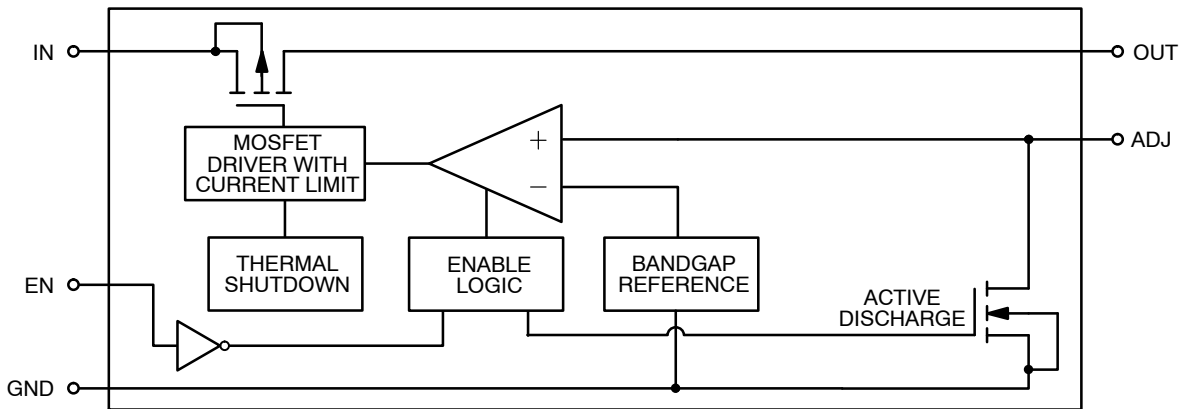 IN
OUT
MOSFET
DRIVER WITH
CURRENT LIMIT
+
−
ADJ
THERMAL
SHUTDOWN
ENABLE
LOGIC
BANDGAP
REFERENCE
EN
ACTIVE
DISCHARGE
GND